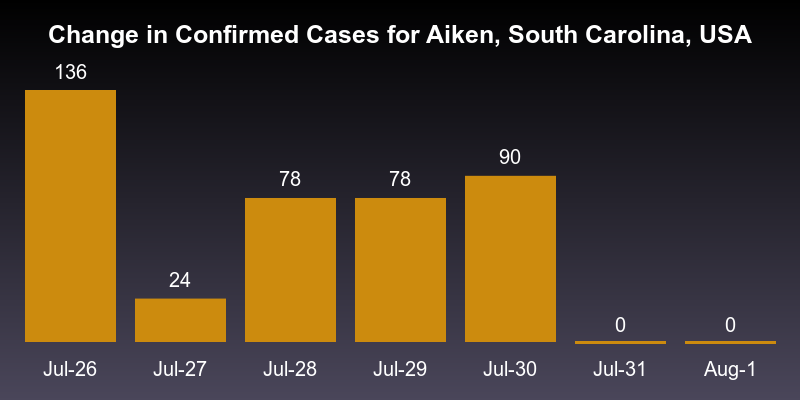 Change in Confirmed Cases for Aiken, South Carolina, USA
136
24
78
78
90
0
0
Jul-26
Jul-27
Jul-28
Jul-29
Jul-30
Jul-31
Aug-1